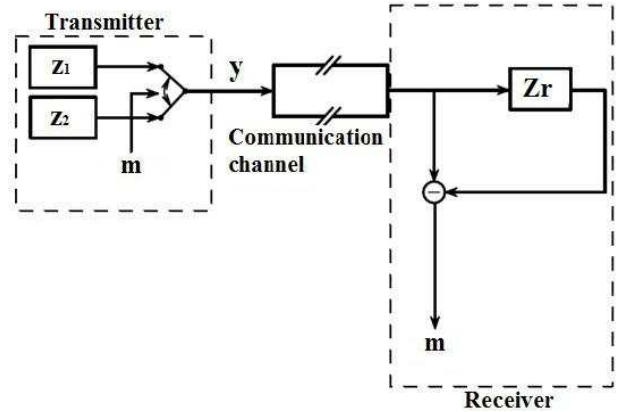 Transmitter
Z1
Z2
m
y
Communication
channel
Zr
m
Receiver